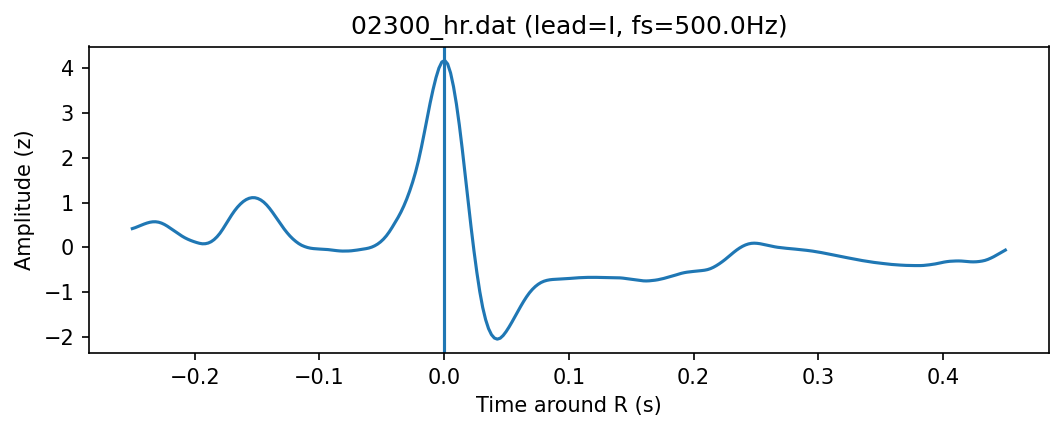 02300_hr.dat (lead=I, fs=500.0Hz)
Amplitude (z)
4
3
2
1
0
−1
−2
−0.2 −0.1 0.0 0.1 0.2 0.3 0.4
Time around R (s)